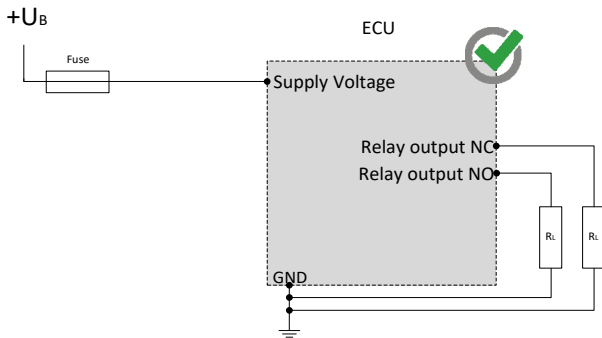 +UB
ECU
Fuse
Supply Voltage
Relay output NC
Relay output NO
RL
RL
GND